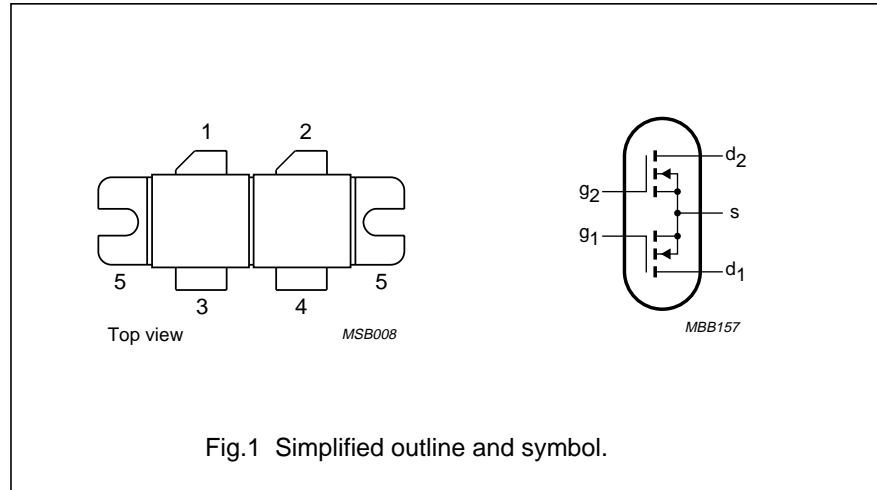 1 2
5 5
3 4
Top view MSB008
d2
g2
s
g1
d1
MBB157
Fig.1 Simplified outline and symbol.